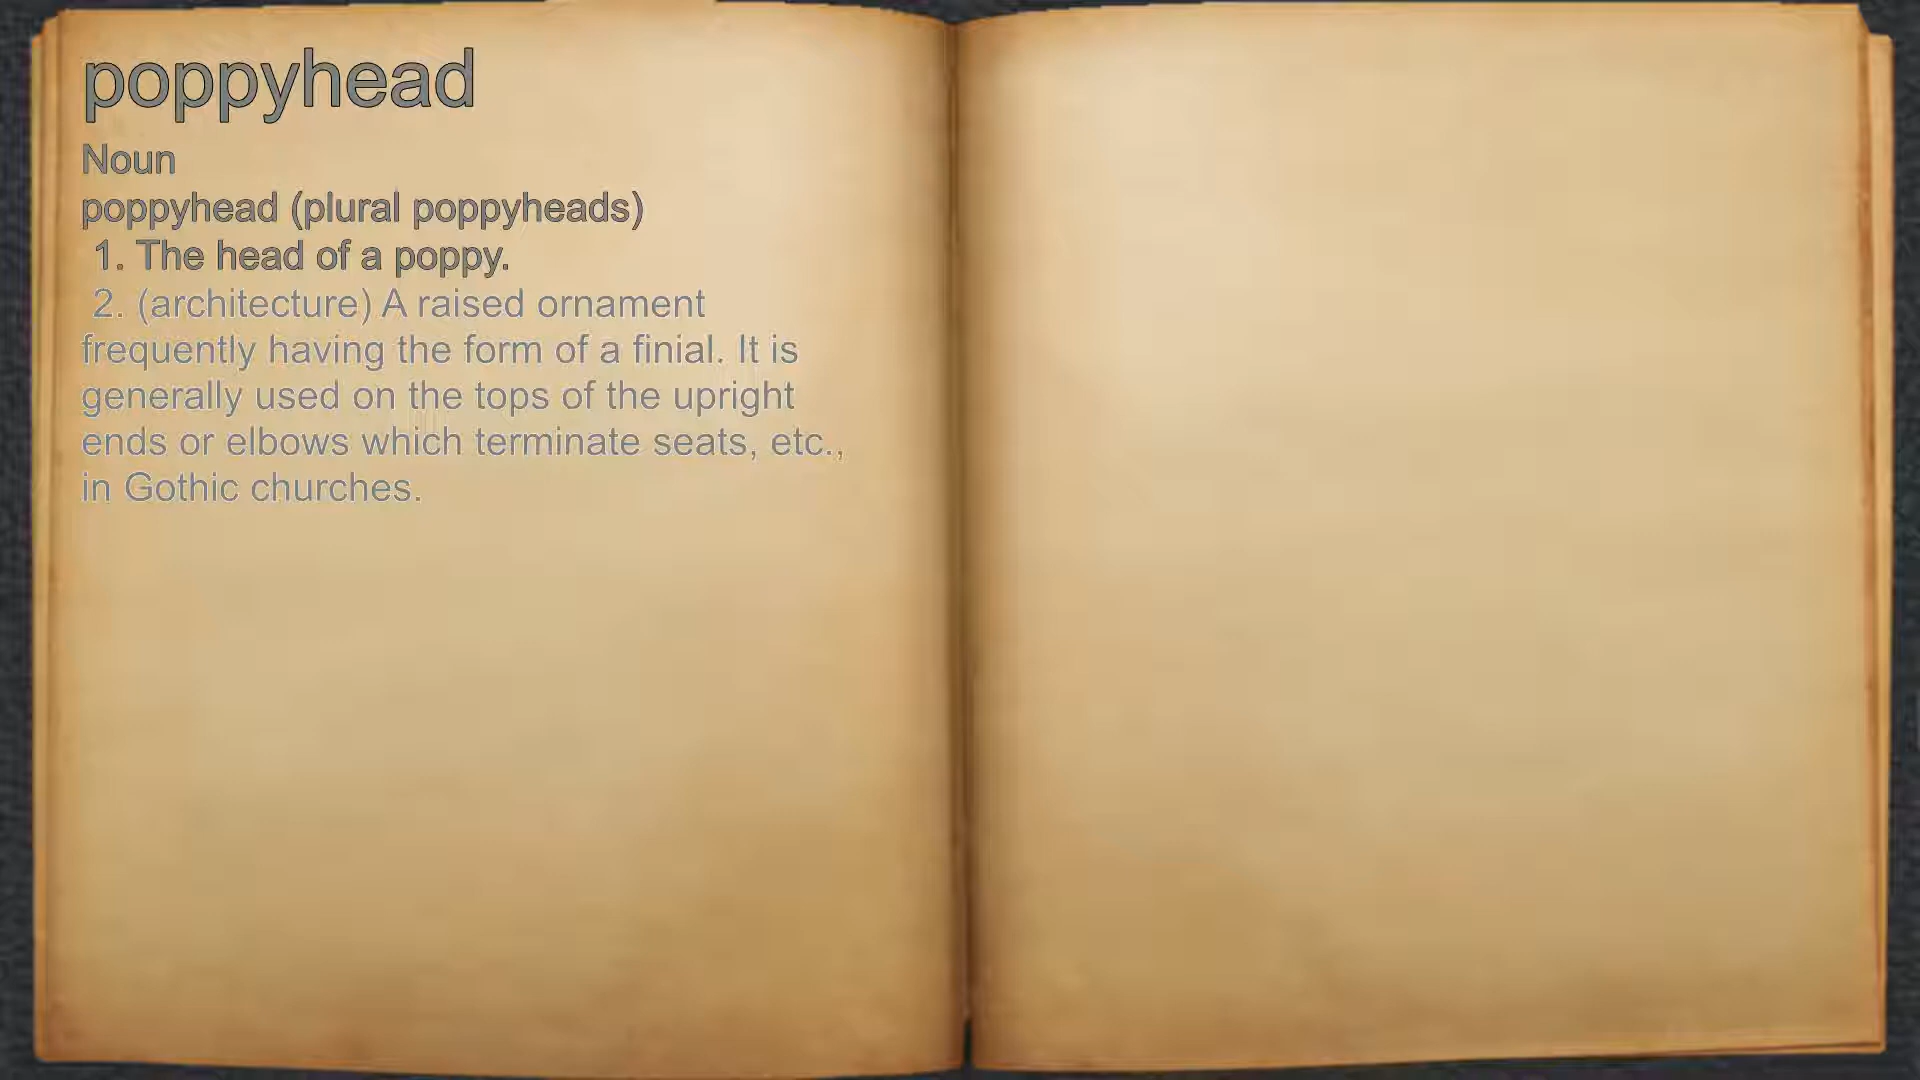 poppyhead
Noun
poppyhead (plural poppyheads)
1. The head of a poppy.
2. (architecture) A raised ornament
frequently having the form of a finial. It is
generally used on the tops of the upright
ends or elbows which terminate seats, etc.,
in Gothic churches.